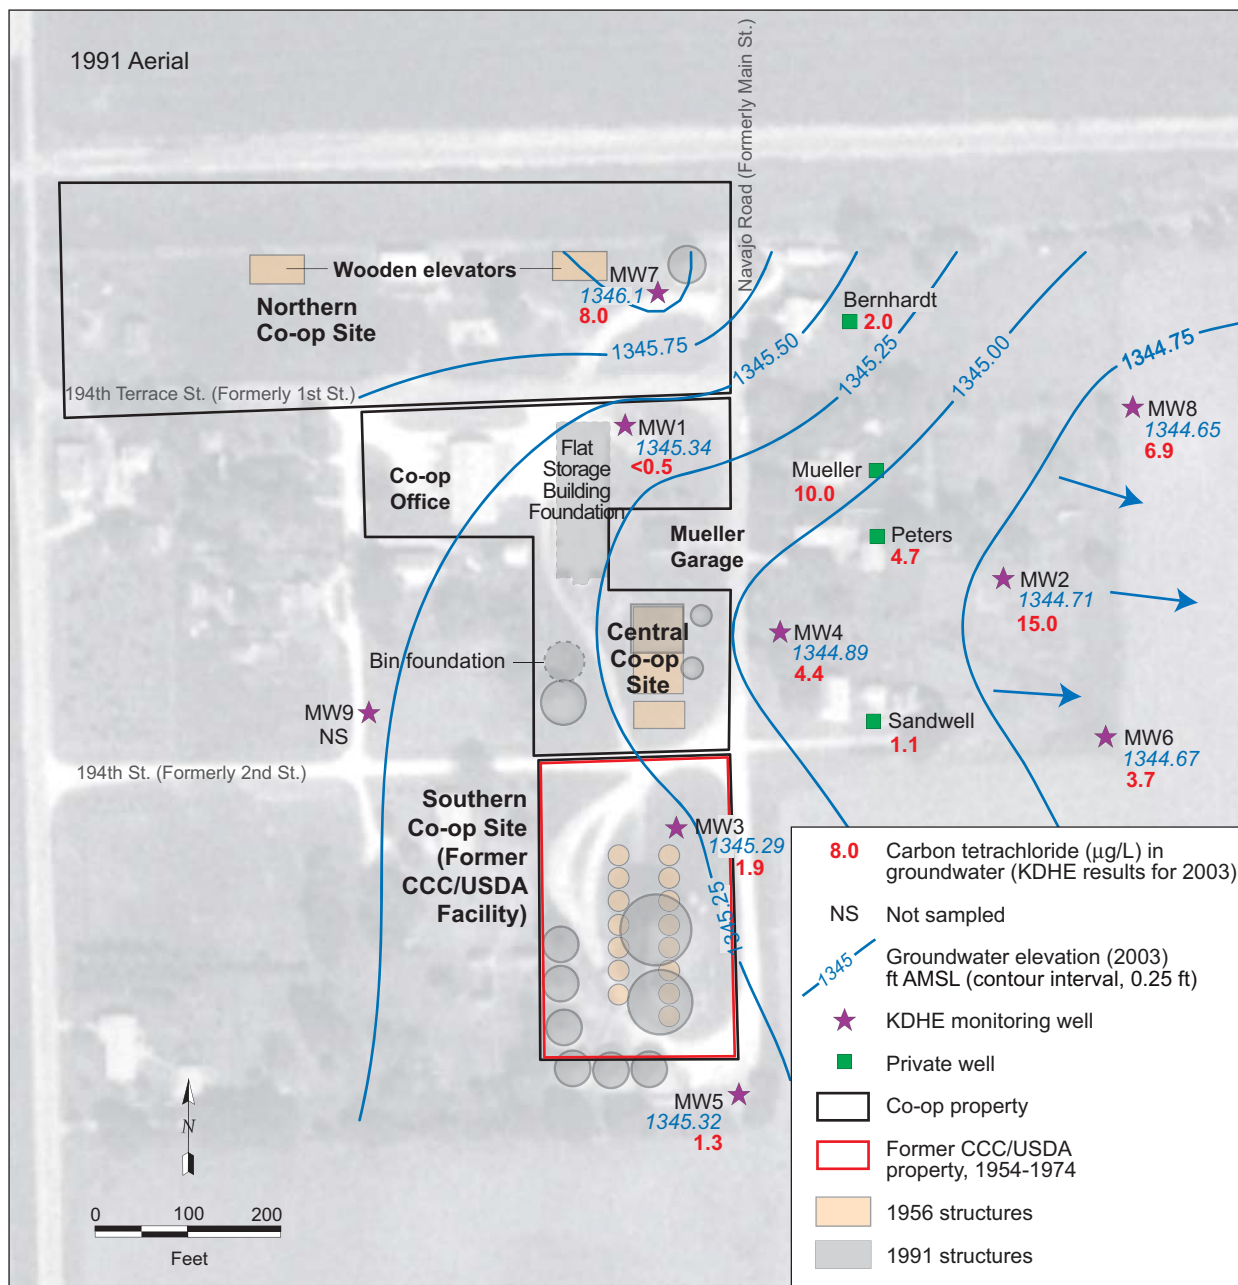 1991 Aerial
Navajo Road (Formerly Main St.)
Wooden elevators
Northern
Co-op Site
MW7
1346.1
8.0
Bernhardt
2.0
1345.75
1345.50
1345.25
1345.00
1344.75
194th Terrace St. (Formerly 1st St.)
MW8
1344.65
6.9
MW1
1345.34
<0.5
Flat
Storage
Building
Foundation
Co-op
Office
Mueller
10.0
Mueller
Garage
Peters
4.7
MW2
1344.71
15.0
Central
Co-op
Site
MW4
1344.89
4.4
Bin foundation
MW9
NS
Sandwell
1.1
MW6
1344.67
3.7
194th St. (Formerly 2nd St.)
Southern
Co-op Site
(Former
CCC/USDA
Facility)
MW3
1345.29
1.9
1345.25
MW5
1345.32
1.3
N
0 100 200
Feet
8.0 Carbon tetrachloride (µg/L) in
groundwater (KDHE results for 2003)
NS Not sampled
1345 Groundwater elevation (2003)
ft AMSL (contour interval, 0.25 ft)
KDHE monitoring well
Private well
Co-op property
Former CCC/USDA
property, 1954-1974
1956 structures
1991 structures